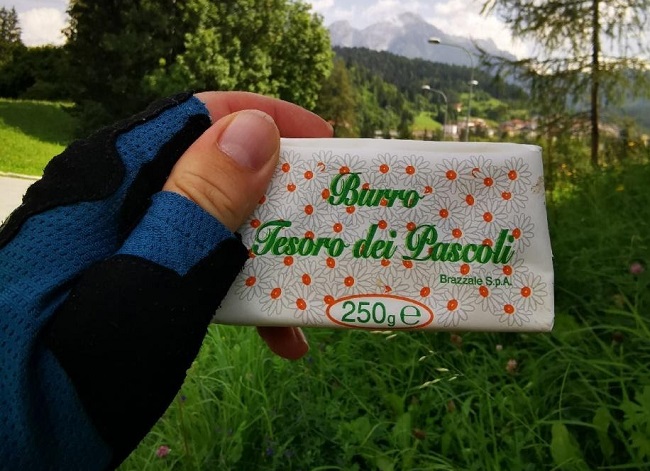 Burro
Tesoro dei Pascoli
Brazzale S.p.A.
250g ℮